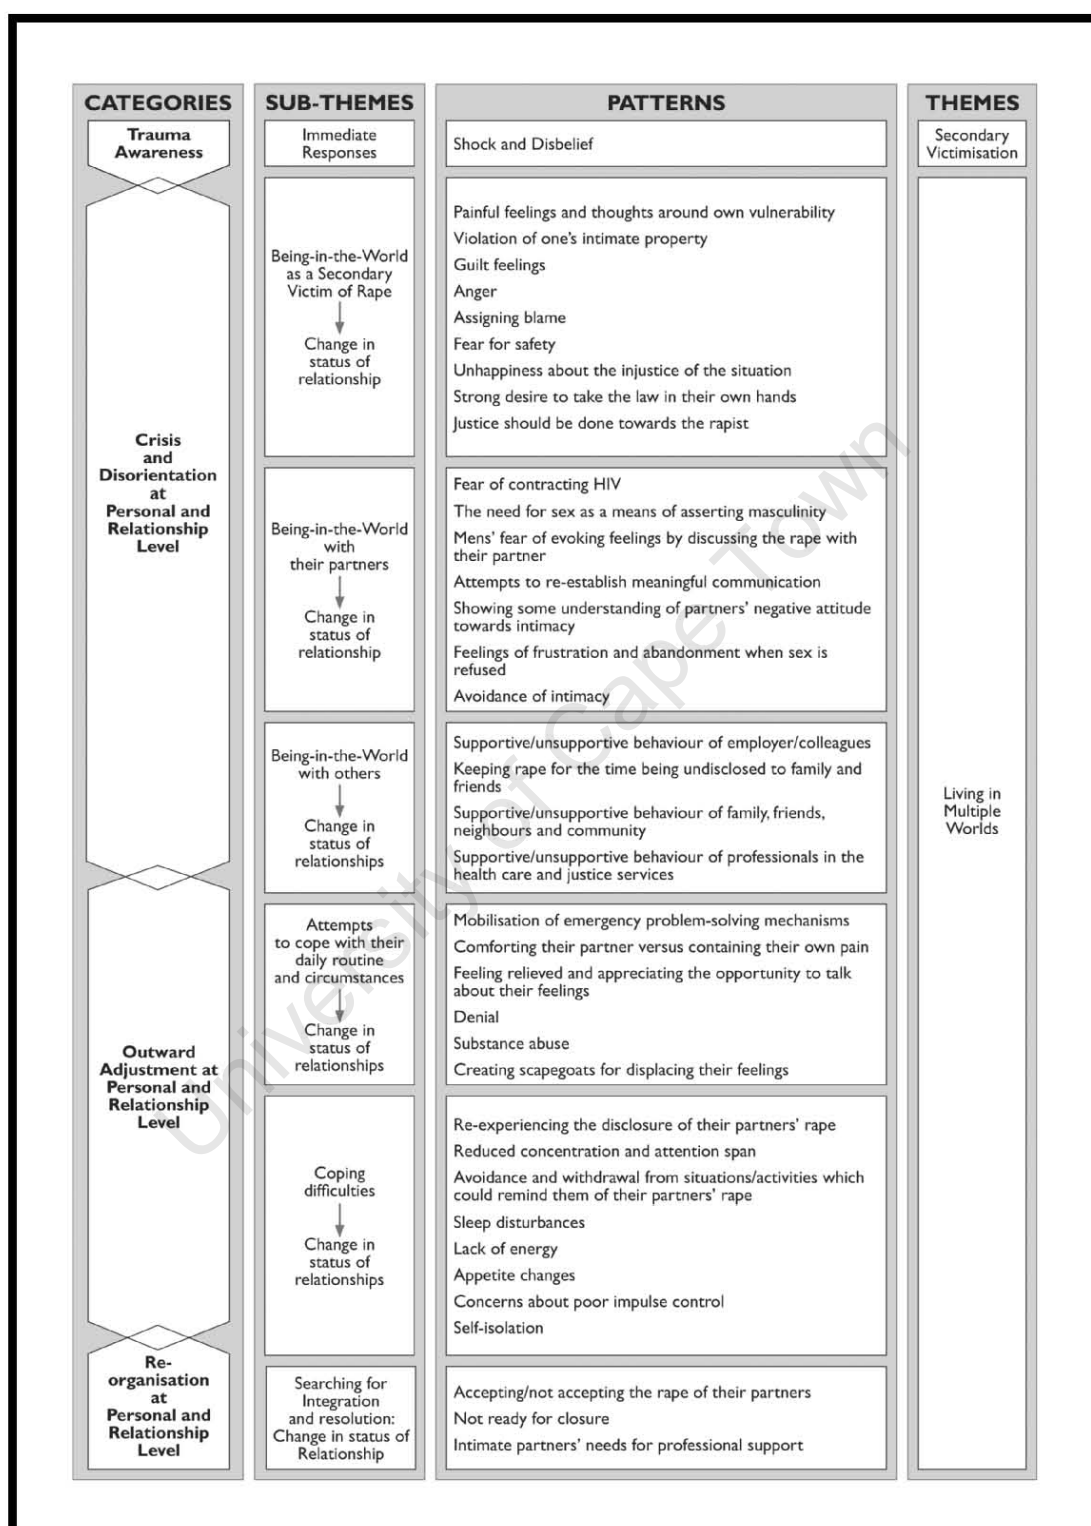 CATEGORIES
Trauma
Awareness
Crisis
and
Disorientation
at
Personal and
Relationship
Level
Outward
Adjustment at
Personal and
Relationship
Level
Re-
organisation
at
Personal and
Relationship
Level
SUB-THEMES
Immediate
Responses
Being-in-the-World
as a Secondary
Victim of Rape
Change in
status of
relationship
Being-in-the-World
with
their partners
Change in
status of
relationship
Being-in-the-World
with others
Change in
status of
relationships
Attempts
to cope with their
daily routine
and circumstances
Change in
status of
relationships
Coping
difficulties
Change in
status of
relationships
Searching for
Integration
and resolution:
Change in status of
Relationship
PATTERNS
Shock and Disbelief
Painful feelings and thoughts around own vulnerability
Violation of one's intimate property
Guilt feelings
Anger
Assigning blame
Fear for safety
Unhappiness about the injustice of the situation
Strong desire to take the law in their own hands
Justice should be done towards the rapist
Fear of contracting HIV
The need for sex as a means of asserting masculinity
Mens' fear of evoking feelings by discussing the rape with
their partner
Attempts to re-establish meaningful communication
Showing some understanding of partners' negative attitude
towards intimacy
Feelings of frustration and abandonment when sex is
refused
Avoidance of intimacy
Supportive/unsupportive behaviour of employer/colleagues
Keeping rape for the time being undisclosed to family and
friends
Supportive/unsupportive behaviour of family, friends,
neighbours and community
Supportive/unsupportive behaviour of professionals in the
health care and justice services
Mobilisation of emergency problem-solving mechanisms
Comforting their partner versus containing their own pain
Feeling relieved and appreciating the opportunity to talk
about their feelings
Denial
Substance abuse
Creating scapegoats for displacing their feelings
Re-experiencing the disclosure of their partners' rape
Reduced concentration and attention span
Avoidance and withdrawal from situations/activities which
could remind them of their partners' rape
Sleep disturbances
Lack of energy
Appetite changes
Concerns about poor impulse control
Self-isolation
Accepting/not accepting the rape of their partners
Not ready for closure
Intimate partners' needs for professional support
THEMES
Secondary
Victimisation
Living in
Multiple
Worlds
University of Cape Town